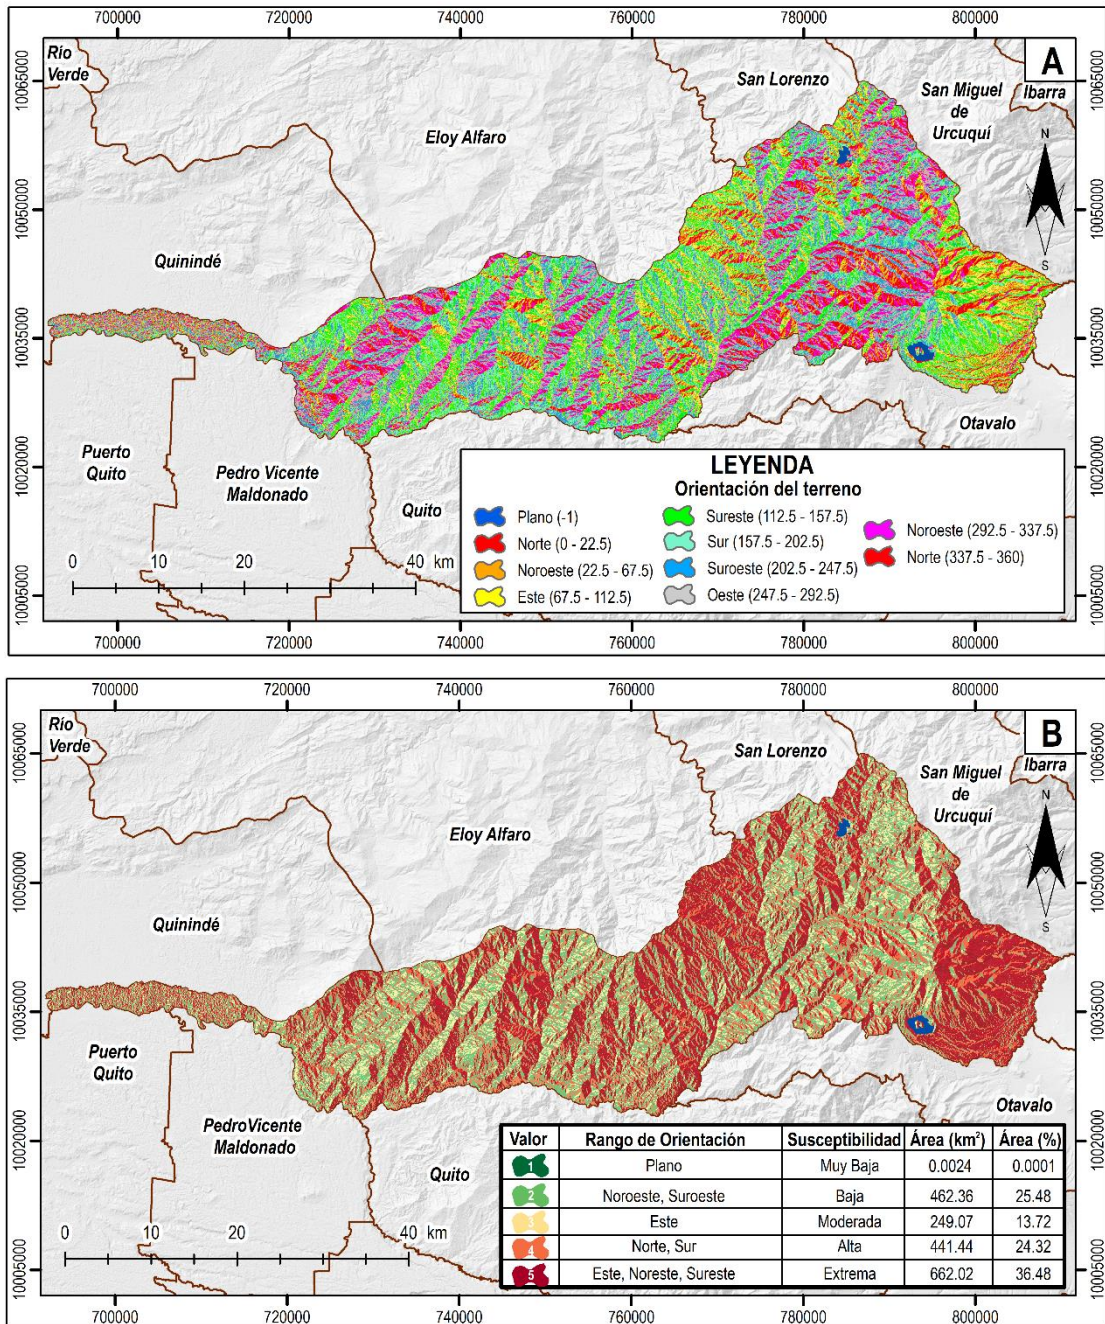 700000 720000 740000 760000 780000 800000
A
Río
Verde
San Lorenzo
San Miguel
de
Urcuquí
Ibarra
Eloy Alfaro
N
S
Quinindé
Puerto
Quito
Pedro Vicente
Maldonado
Quito
Otavalo
10065000
10050000
10035000
10020000
10005000
10065000
10050000
10035000
10020000
10005000
0 10 20 30 40 km
LEYENDA
Orientación del terreno
Plano (-1)
Norte (0 - 22.5)
Noroeste (22.5 - 67.5)
Este (67.5 - 112.5)
Sureste (112.5 - 157.5)
Sur (157.5 - 202.5)
Suroeste (202.5 - 247.5)
Oeste (247.5 - 292.5)
Noroeste (292.5 - 337.5)
Norte (337.5 - 360)
700000 720000 740000 760000 780000 800000
700000 720000 740000 760000 780000 800000
B
Río
Verde
San Lorenzo
San Miguel
de
Urcuquí
Ibarra
Eloy Alfaro
N
S
Quinindé
Puerto
Quito
PedroVicente
Maldonado
Quito
Otavalo
10065000
10050000
10035000
10020000
10005000
10065000
10050000
10035000
10020000
10005000
0 10 20 30 40 km
Valor Rango de Orientación Susceptibilidad Área (km²) Área (%)
1 Plano Muy Baja 0.0024 0.0001
2 Noroeste, Suroeste Baja 462.36 25.48
3 Este Moderada 249.07 13.72
4 Norte, Sur Alta 441.44 24.32
5 Este, Noreste, Sureste Extrema 662.02 36.48
700000 720000 740000 760000 780000 800000